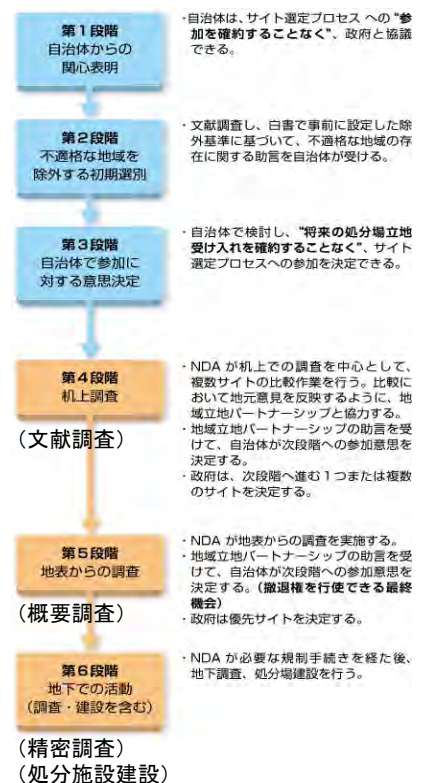 第1段階
自治体からの
関心表明
・自治体は、サイト選定プロセス への "参
加を確約することなく"、政府と協議
できる。
第2段階
不適格な地域を
除外する初期選別
・文献調査し、白書で事前に設定した除
外基準に基づいて、不適格な地域の存
在に関する助言を自治体が受ける。
第3段階
自治体で参加に
対する意思決定
・自治体で検討し、"将来の処分場立地
受け入れを確約することなく"、サイト
選定プロセスへの参加を決定できる。
第4段階
机上調査
(文献調査)
・NDA が机上での調査を中心として、
複数サイトの比較作業を行う。比較に
おいて地元意見を反映するように、地
域立地パートナーシップと協力する。
・地域立地パートナーシップの助言を受
けて、自治体が次段階への参加意思を
決定する。
・政府は、次段階へ進む1つまたは複数
のサイトを決定する。
第5段階
地表からの調査
(概要調査)
・NDA が地表からの調査を実施する。
・地域立地パートナーシップの助言を受
けて、自治体が次段階への参加意思を
決定する。(撤退権を行使できる最終
機会)
・政府は優先サイトを決定する。
第6段階
地下での活動
(調査・建設を含む)
(精密調査)
(処分施設建設)
・NDA が必要な規制手続きを経た後、
地下調査、処分場建設を行う。